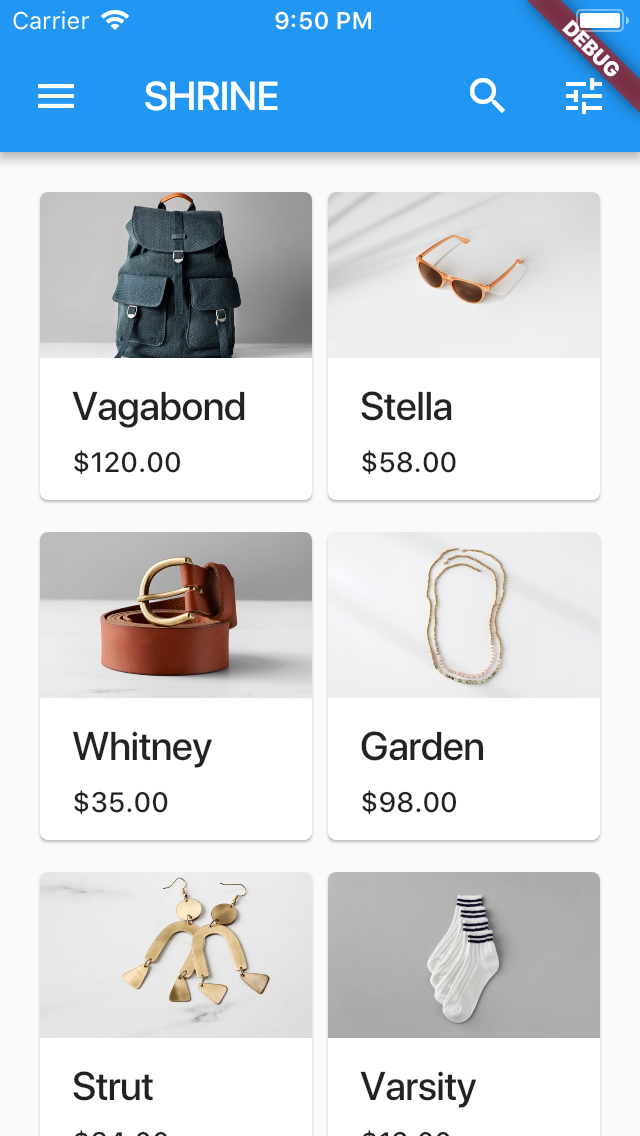 Carrier 9:50 PM
DEBUG
SHRINE
Vagabond Stella
$120.00 $58.00
Whitney Garden
$35.00 $98.00
Strut Varsity